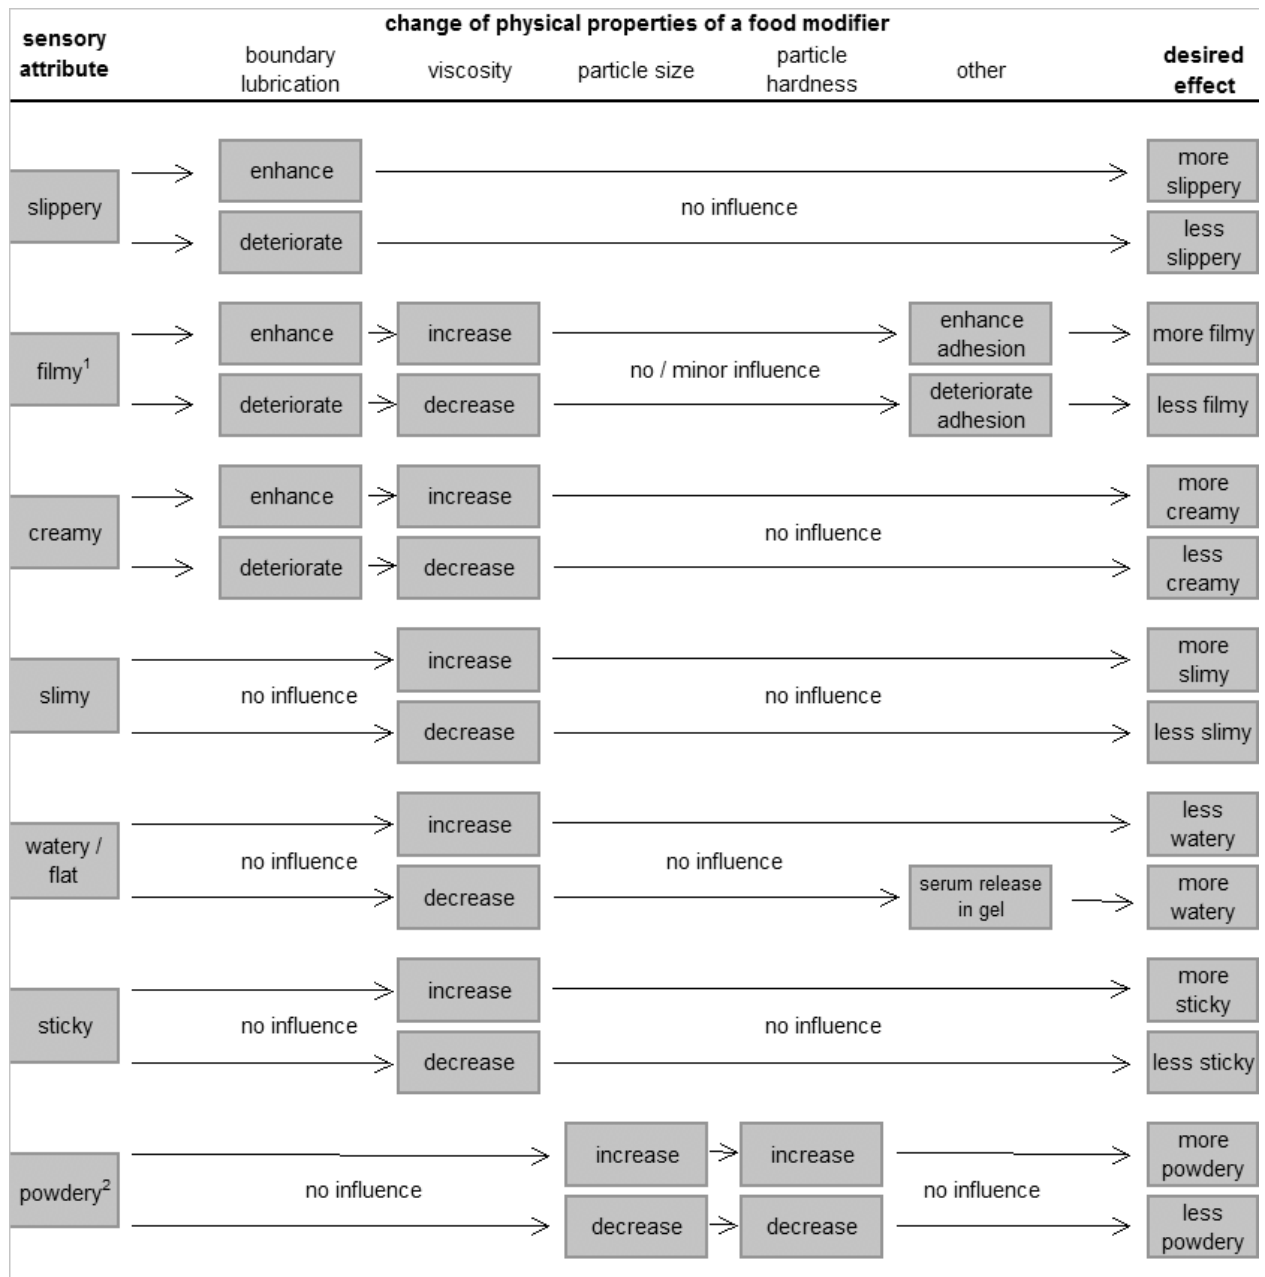 change of physical properties of a food modifier
sensory
attribute
boundary
lubrication
viscosity
particle size
particle
hardness
other
desired
effect
slippery
enhance
more
slippery
no influence
deteriorate
less
slippery
filmy1
enhance
increase
enhance
adhesion
more filmy
no / minor influence
deteriorate
decrease
deteriorate
adhesion
less filmy
creamy
enhance
increase
more
creamy
no influence
deteriorate
decrease
less
creamy
slimy
increase
more
slimy
no influence
no influence
decrease
less slimy
watery /
flat
increase
less
watery
no influence
no influence
decrease
serum release
in gel
more
watery
sticky
increase
more
sticky
no influence
no influence
decrease
less sticky
powdery2
increase
increase
more
powdery
no influence
no influence
decrease
decrease
less
powdery